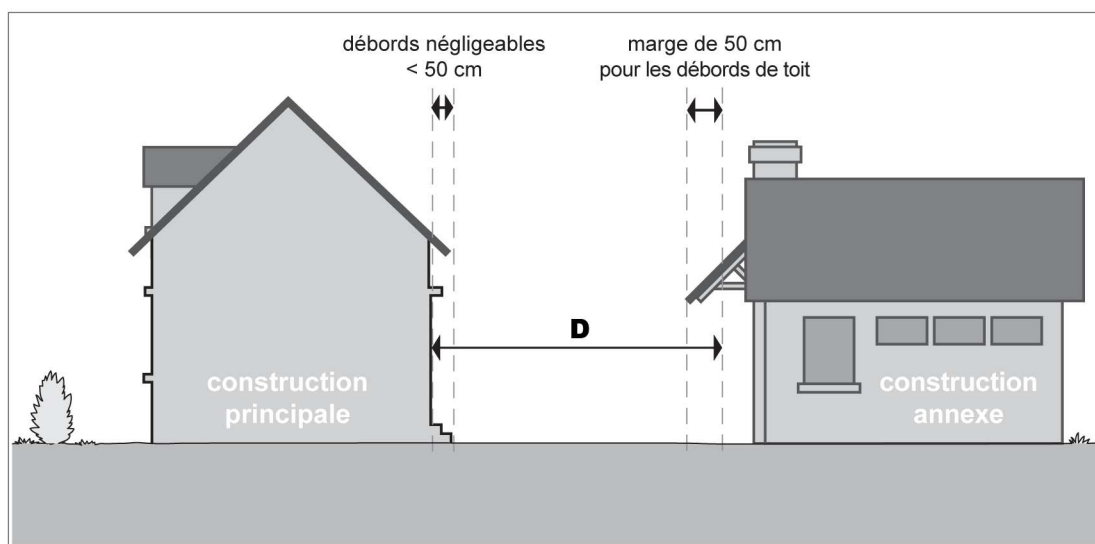 débords négligeables
< 50 cm
marge de 50 cm
pour les débords de toit
D
construction
principale
construction
annexe